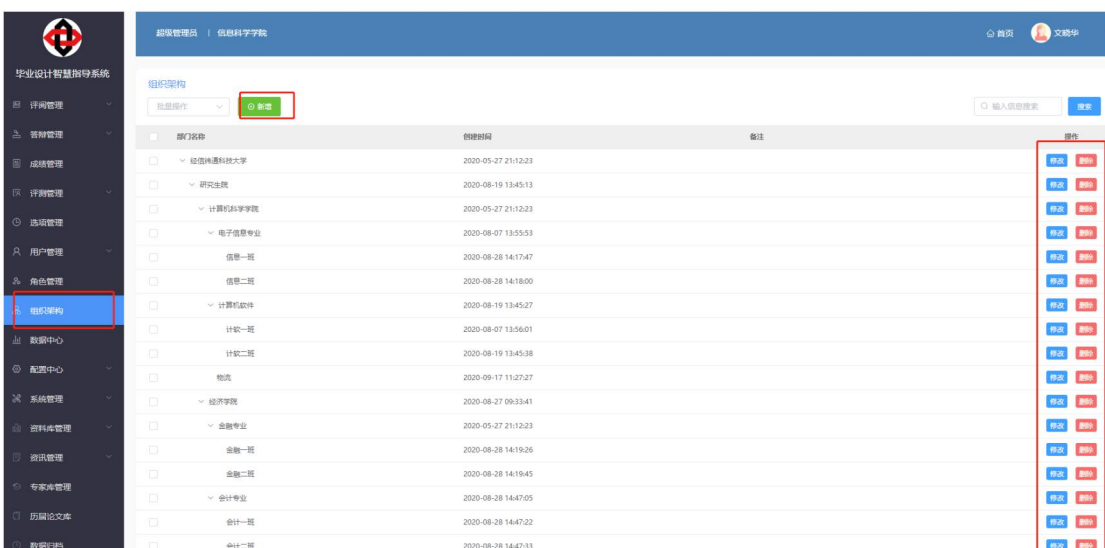 超级管理员 | 信息科学学院
首页 文晓华
毕业设计智慧指导系统
评阅管理
答辩管理
成绩管理
评测管理
选项管理
用户管理
角色管理
组织架构
数据中心
配置中心
系统管理
资料库管理
资讯管理
专家库管理
历届论文库
数据归档
组织架构
批量操作 新增 输入信息搜索 搜索
部门名称 创建时间 备注 操作
经信纬通科技大学 2020-05-27 21:12:23 修改 删除
研究生院 2020-08-19 13:45:13 修改 删除
计算机科学学院 2020-05-27 21:12:23 修改 删除
电子信息专业 2020-08-07 13:55:53 修改 删除
信息一班 2020-08-28 14:17:47 修改 删除
信息二班 2020-08-28 14:18:00 修改 删除
计算机软件 2020-08-19 13:45:27 修改 删除
计软一班 2020-08-07 13:56:01 修改 删除
计软二班 2020-08-19 13:45:38 修改 删除
物流 2020-09-17 11:27:27 修改 删除
经济学院 2020-08-27 09:33:41 修改 删除
金融专业 2020-05-27 21:12:23 修改 删除
金融一班 2020-08-28 14:19:26 修改 删除
金融二班 2020-08-28 14:19:45 修改 删除
会计专业 2020-08-28 14:47:05 修改 删除
会计一班 2020-08-28 14:47:22 修改 删除
会计二班 2020-08-28 14:47:33 修改 删除